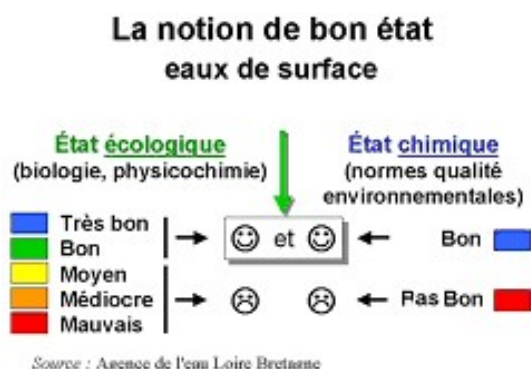 La notion de bon état
eaux de surface
État écologique
(biologie, physicochimie)
État chimique
(normes qualité
environnementales)
Très bon
Bon
Moyen
Médiocre
Mauvais
et
Bon
Pas Bon
Source : Agence de l'eau Loire Bretagne